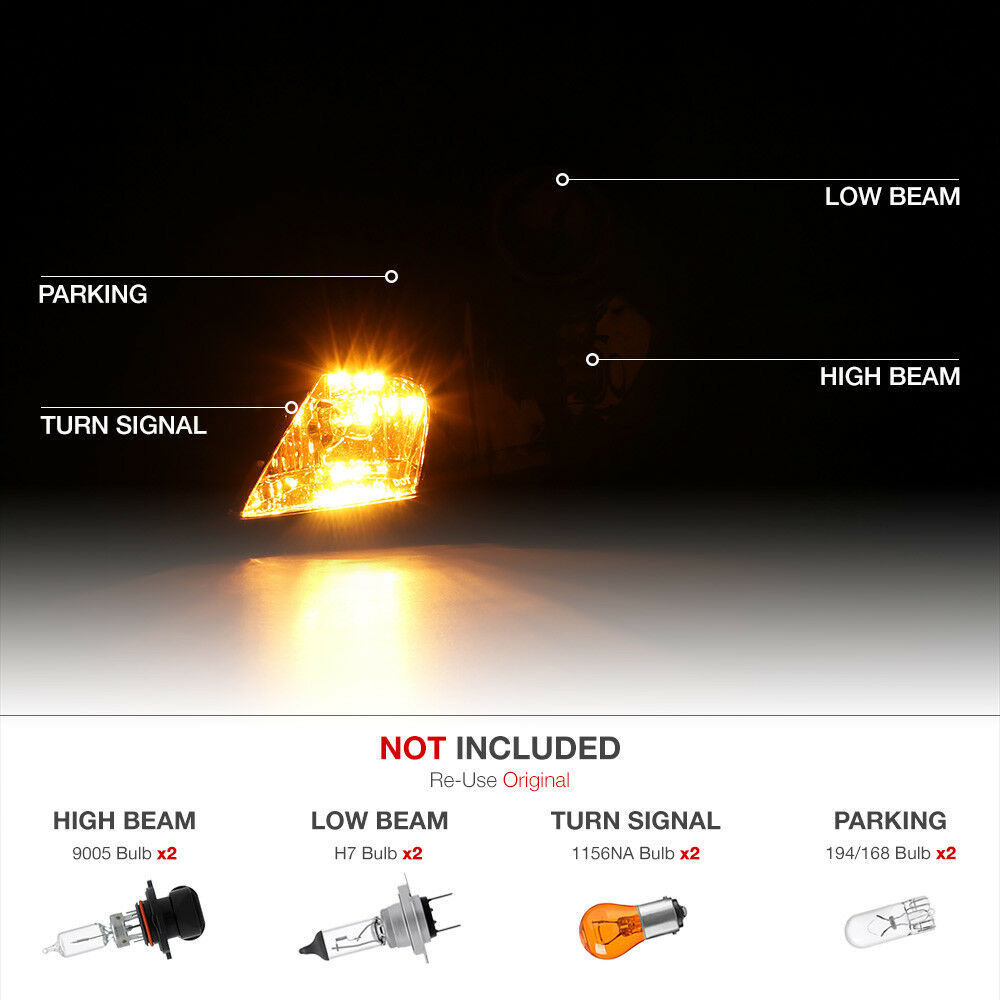 LOW BEAM
PARKING
HIGH BEAM
TURN SIGNAL
DOT
NOT INCLUDED
Re-Use Original
HIGH BEAM
9005 Bulb x2
LOW BEAM
H7 Bulb x2
TURN SIGNAL
1156NA Bulb x2
PARKING
194/168 Bulb x2